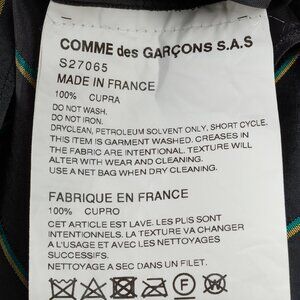 COMME des GARÇONS S.A.S
S27065
MADE IN FRANCE
100% CUPRA
DO NOT WASH.
DO NOT IRON.
DRYCLEAN, PETROLEUM SOLVENT ONLY. SHORT CYCLE.
THIS ITEM IS GARMENT WASHED. CREASES IN
THE FABRIC ARE INTENTIONAL. TEXTURE WILL
ALTER WITH WEAR AND CLEANING.
USE A NET BAG WHEN DRY CLEANING.
FABRIQUE EN FRANCE
100% CUPRO
CET ARTICLE EST LAVE. LES PLIS SONT
INTENTIONNELS. LA TEXTURE VA CHANGER
A L'USAGE ET AVEC LES NETTOYAGES
SUCCESSIFS.
NETTOYAGE A SEC DANS UN FILET.